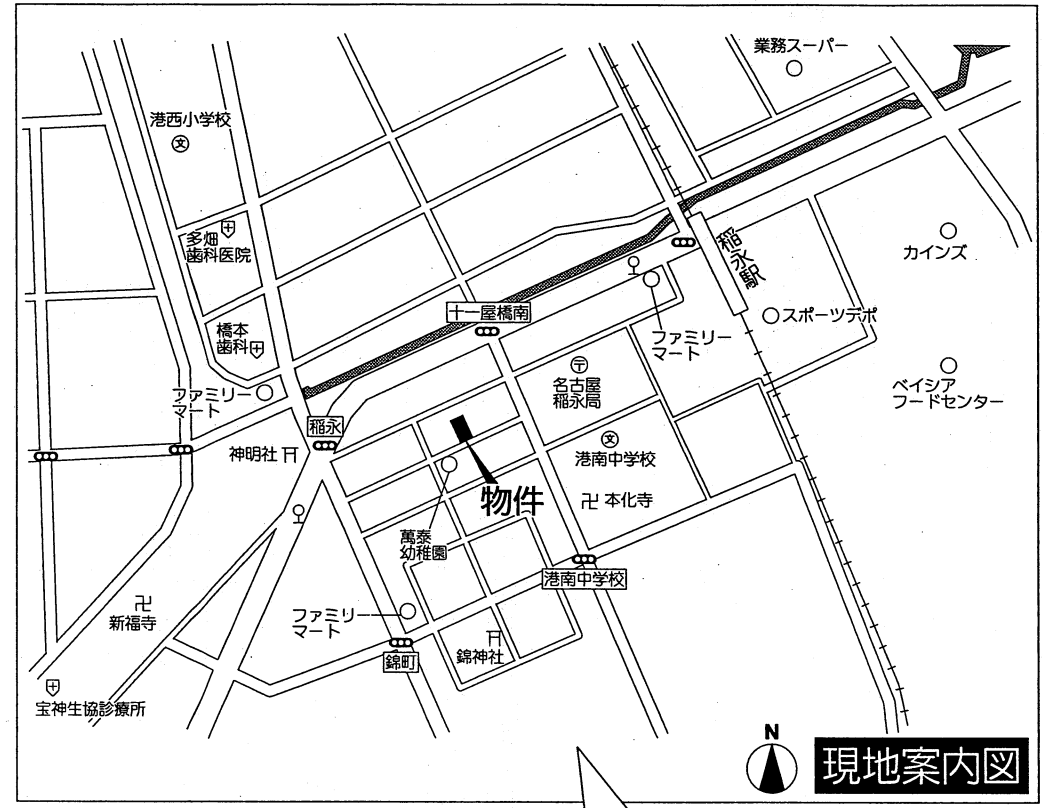 業務スーパー
港西小学校
文
多畑
歯科医院
稲永駅
カインズ
十一屋橋南
スポーツデポ
橋本
歯科
ファミリー
マート
ファミリー
マート
名古屋
稲永局
ベイシア
フードセンター
稲永
神明社
文
港南中学校
物件
本化寺
萬泰
幼稚園
港南中学校
新福寺
ファミリー
マート
錦神社
錦町
宝神生協診療所
N
現地案内図